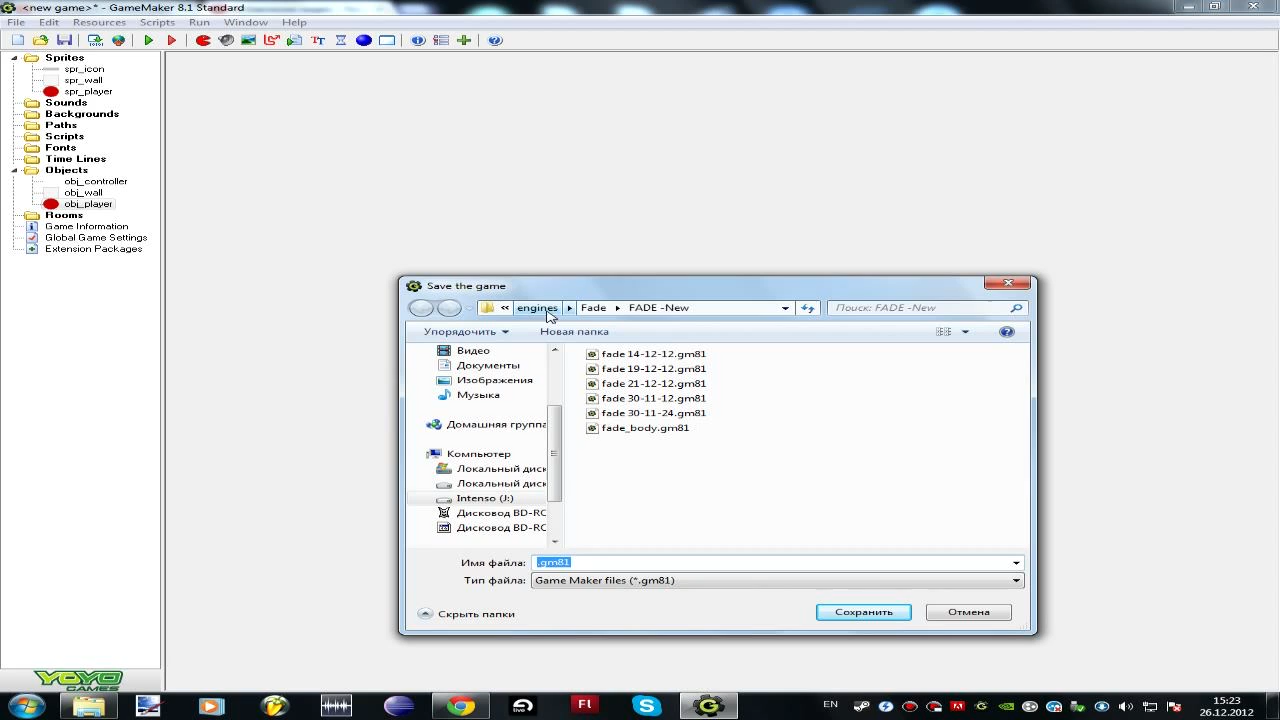 <new game>* - GameMaker 8.1 Standard
File Edit Resources Scripts Run Window Help
Sprites
spr_icon
spr_wall
spr_player
Sounds
Backgrounds
Paths
Scripts
Fonts
Time Lines
Objects
obj_controller
obj_wall
obj_player
Rooms
Game Information
Global Game Settings
Extension Packages
Save the game
« engines Fade FADE -New
Поиск: FADE -New
Упорядочить Новая папка
Видео
Документы
Изображения
Музыка
Домашняя группа
Компьютер
Локальный диск
Локальный диск
Intenso (J:)
Дисковод BD-RO
Дисковод BD-RO
fade 14-12-12.gm81
fade 19-12-12.gm81
fade 21-12-12.gm81
fade 30-11-12.gm81
fade 30-11-24.gm81
fade_body.gm81
Имя файла: .gm81
Тип файла: Game Maker files (*.gm81)
Скрыть папки
Сохранить Отмена
YOYO
GAMES
live
Fl
EN
15:23
26.12.2012